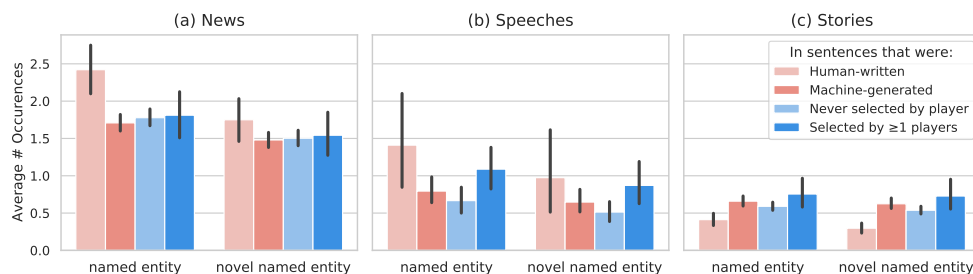 (a) News
(b) Speeches
(c) Stories
Average # Occurences
2.5
2.0
1.5
1.0
0.5
0.0
In sentences that were:
Human-written
Machine-generated
Never selected by player
Selected by ≥1 players
named entity
novel named entity
named entity
novel named entity
named entity
novel named entity